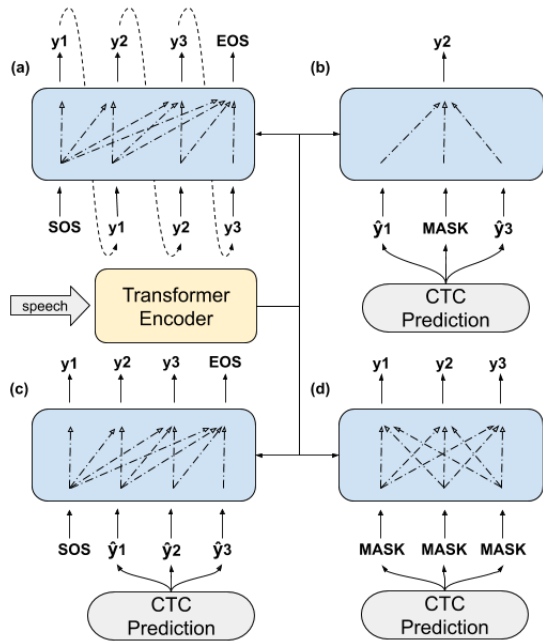 y1 y2 y3 EOS
(a)
SOS y1 y2 y3
(b)
y2
ŷ1 MASK ŷ3
CTC
Prediction
speech
Transformer
Encoder
(c)
y1 y2 y3 EOS
SOS ŷ1 ŷ2 ŷ3
CTC
Prediction
(d)
y1 y2 y3
MASK MASK MASK
CTC
Prediction